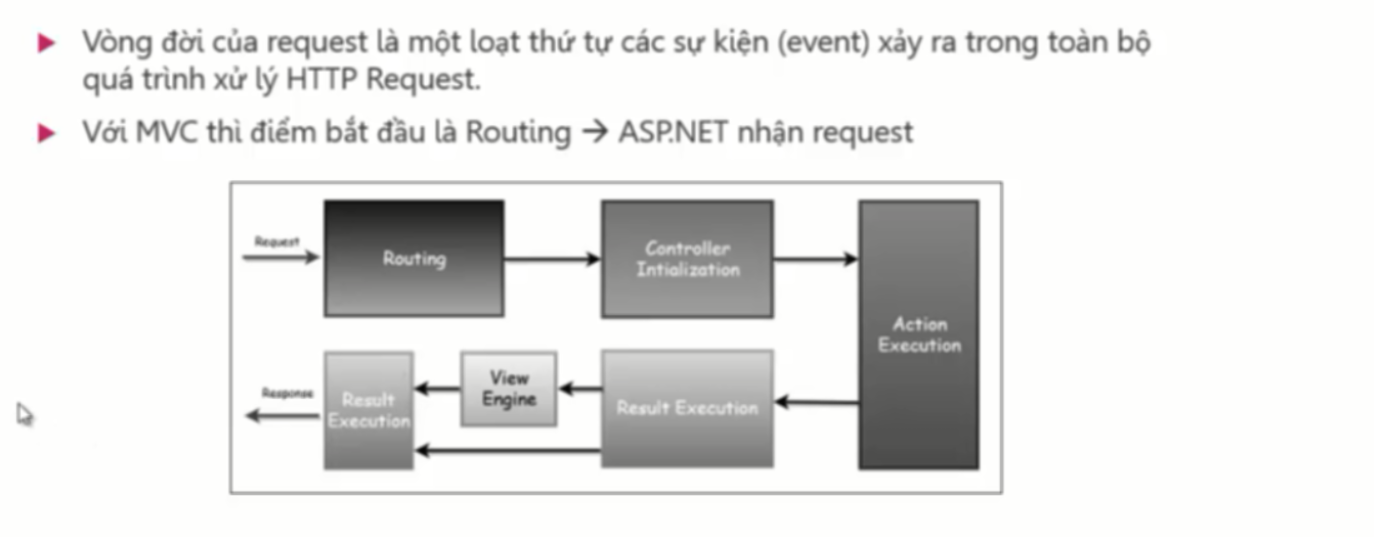 Vòng đời của request là một loạt thứ tự các sự kiện (event) xảy ra trong toàn bộ
quá trình xử lý HTTP Request.
Với MVC thì điểm bắt đầu là Routing → ASP.NET nhận request
Request
Routing
Controller
Intialization
Action
Execution
Response
Result
Execution
View
Engine
Result Execution